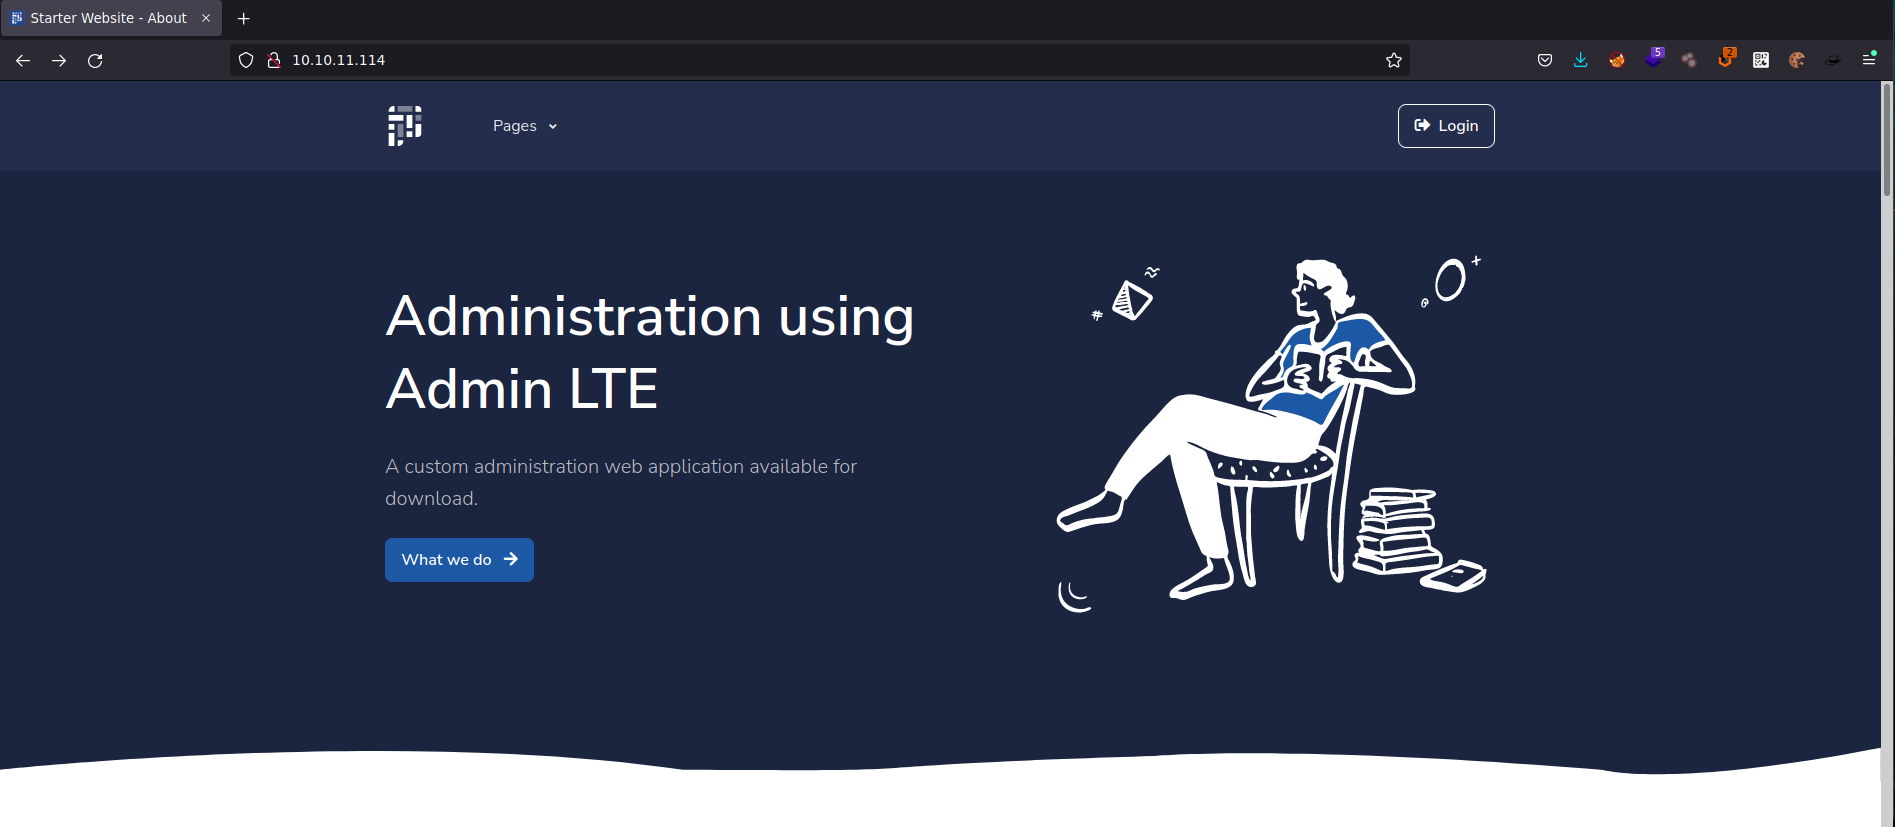 Starter Website - About
10.10.11.114
5
2
Pages
Login
Administration using
Admin LTE
A custom administration web application available for
download.
What we do